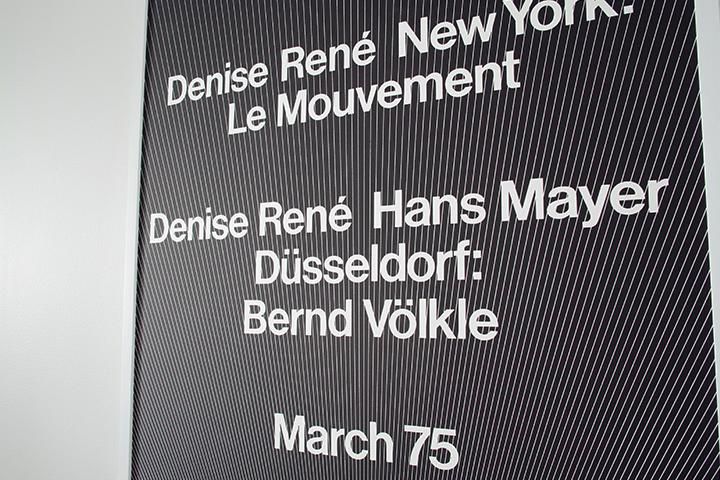 Denise René New York:
Le Mouvement
Denise René Hans Mayer
Düsseldorf:
Bernd Völkle
March 75